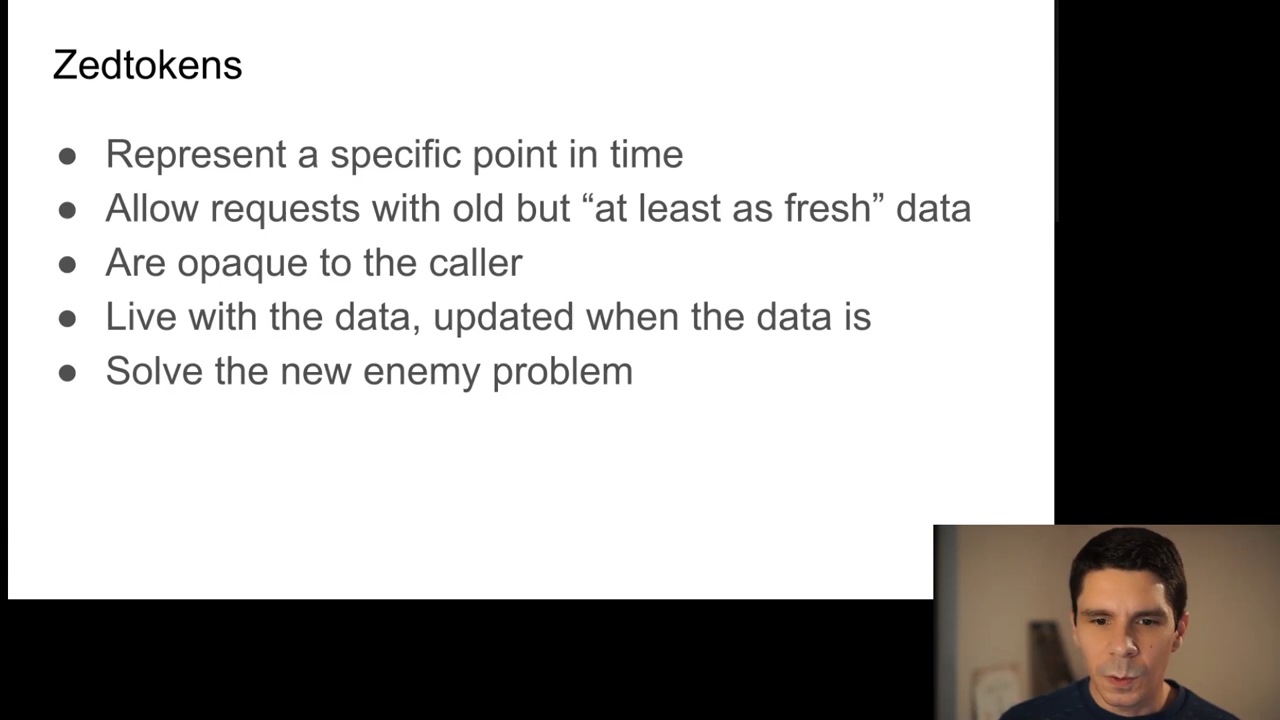 Zedtokens
● Represent a specific point in time
● Allow requests with old but “at least as fresh” data
● Are opaque to the caller
● Live with the data, updated when the data is
● Solve the new enemy problem